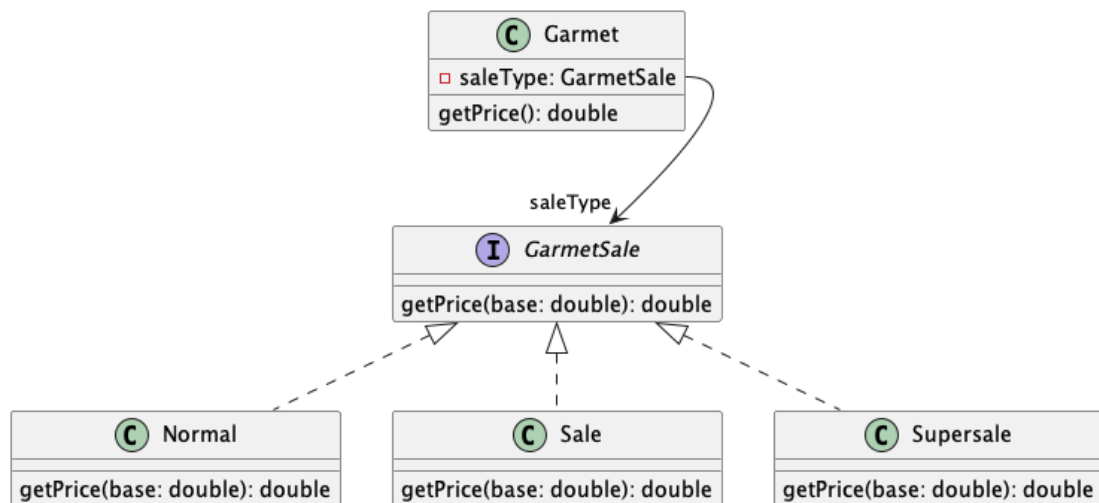 C Garmet
saleType: GarmetSale
getPrice(): double
saleType
I GarmetSale
getPrice(base: double): double
C Normal
getPrice(base: double): double
C Sale
getPrice(base: double): double
C Supersale
getPrice(base: double): double